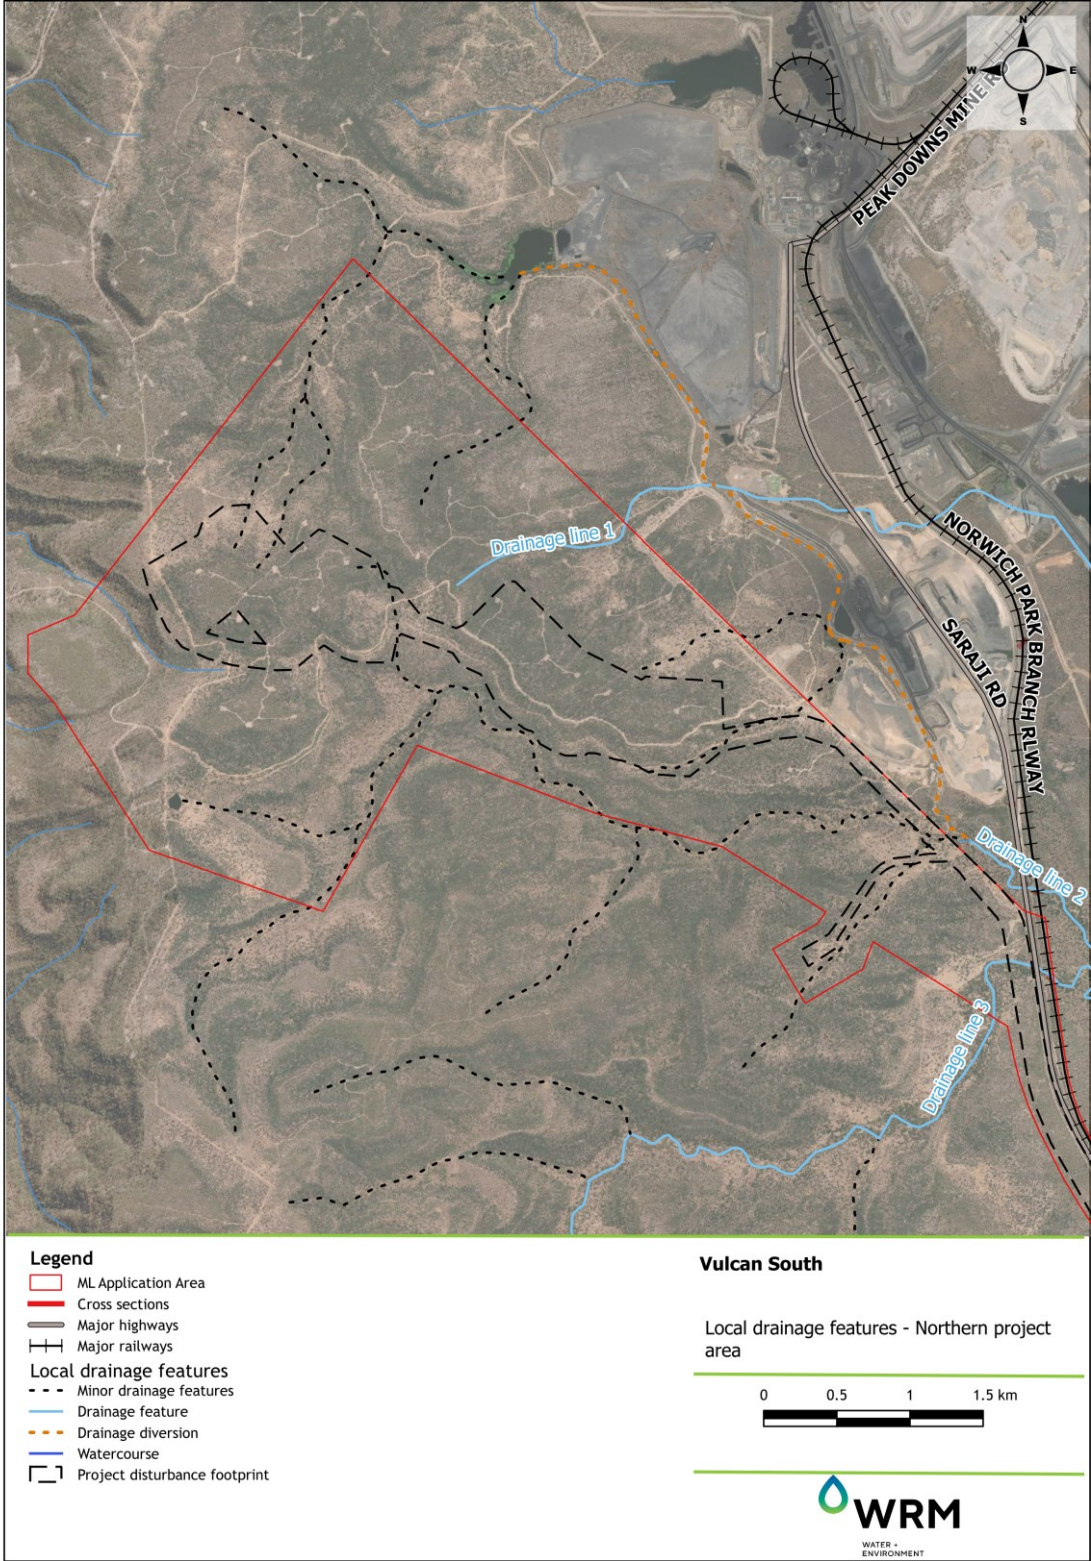 N
W E
S
PEAK DOWNS MINE R
Drainage line 1
NORWICH PARK BRANCH RLWAY
SARAJI RD
Drainage line 2
Drainage line 3
Legend
ML Application Area
Cross sections
Major highways
Major railways
Local drainage features
Minor drainage features
Drainage feature
Drainage diversion
Watercourse
Project disturbance footprint
Vulcan South
Local drainage features - Northern project
area
0 0.5 1 1.5 km
WRM
WATER +
ENVIRONMENT